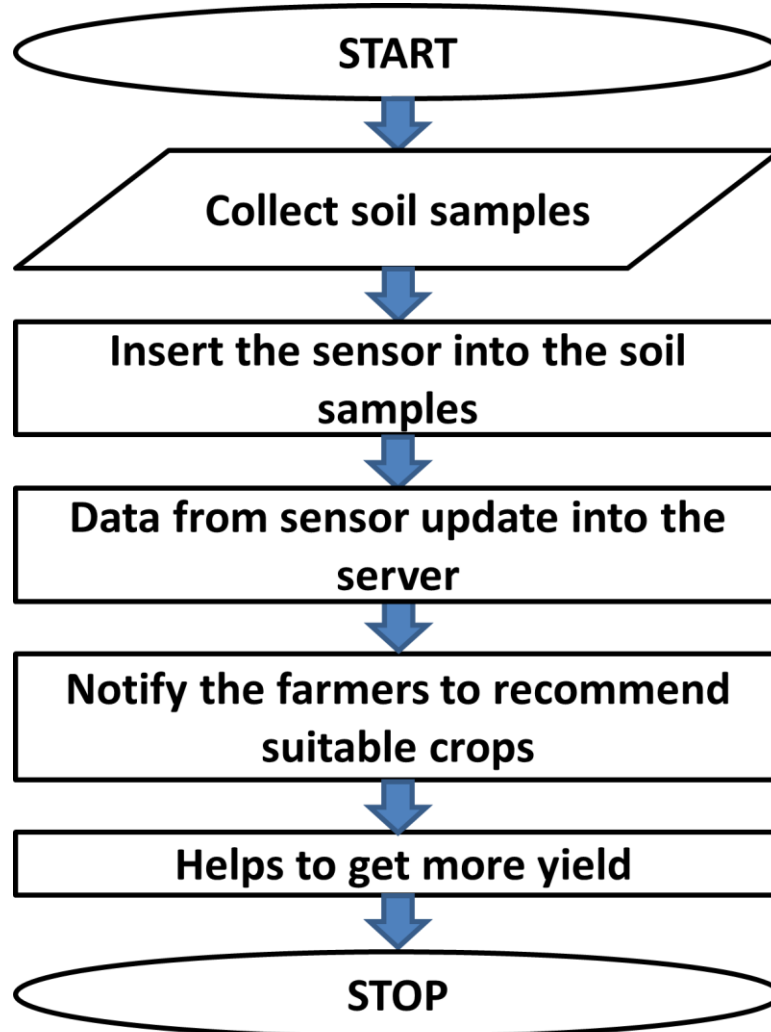 START
Collect soil samples
Insert the sensor into the soil
samples
Data from sensor update into the
server
Notify the farmers to recommend
suitable crops
Helps to get more yield
STOP